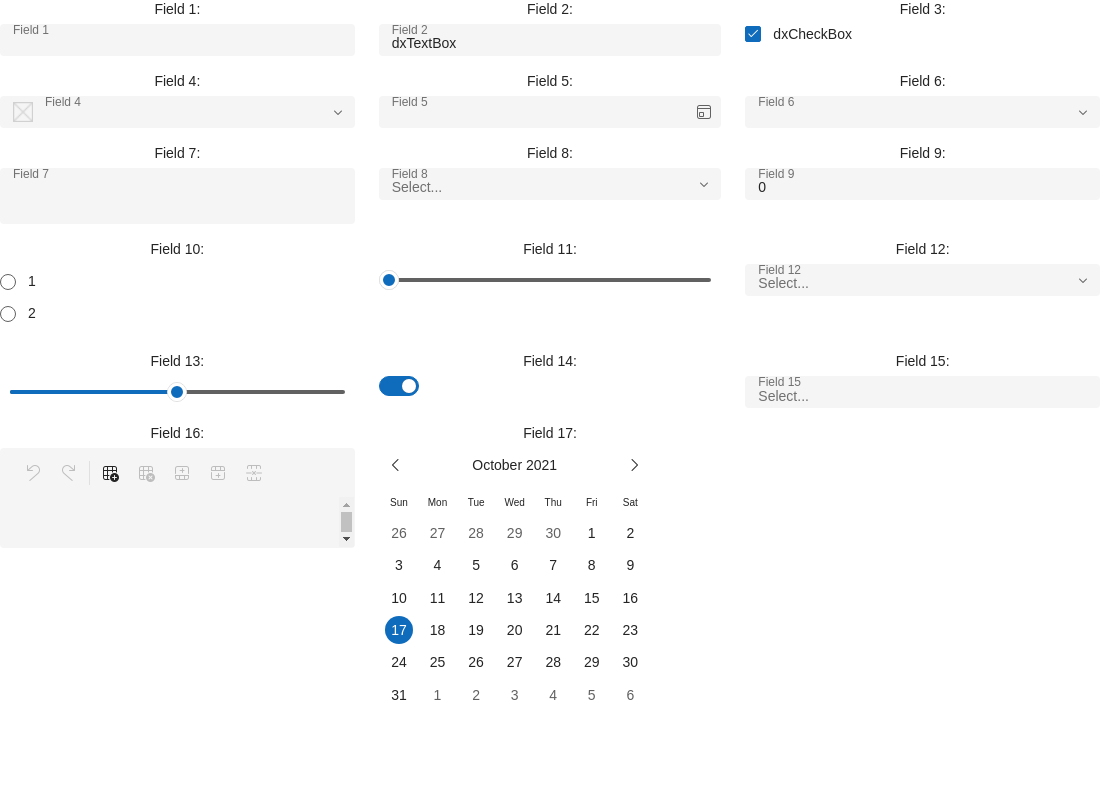 Field 1: Field 2: Field 3:
Field 1 Field 2
dxTextBox dxCheckBox
Field 4: Field 5: Field 6:
Field 4 Field 5 Field 6
Field 7: Field 8: Field 9:
Field 7 Field 8 Field 9
Select... 0
Field 10: Field 11: Field 12:
Field 12
1 Select...
2
Field 13: Field 14: Field 15:
Field 15
Select...
Field 16: Field 17:
October 2021
Sun Mon Tue Wed Thu Fri Sat
26 27 28 29 30 1 2
3 4 5 6 7 8 9
10 11 12 13 14 15 16
17 18 19 20 21 22 23
24 25 26 27 28 29 30
31 1 2 3 4 5 6